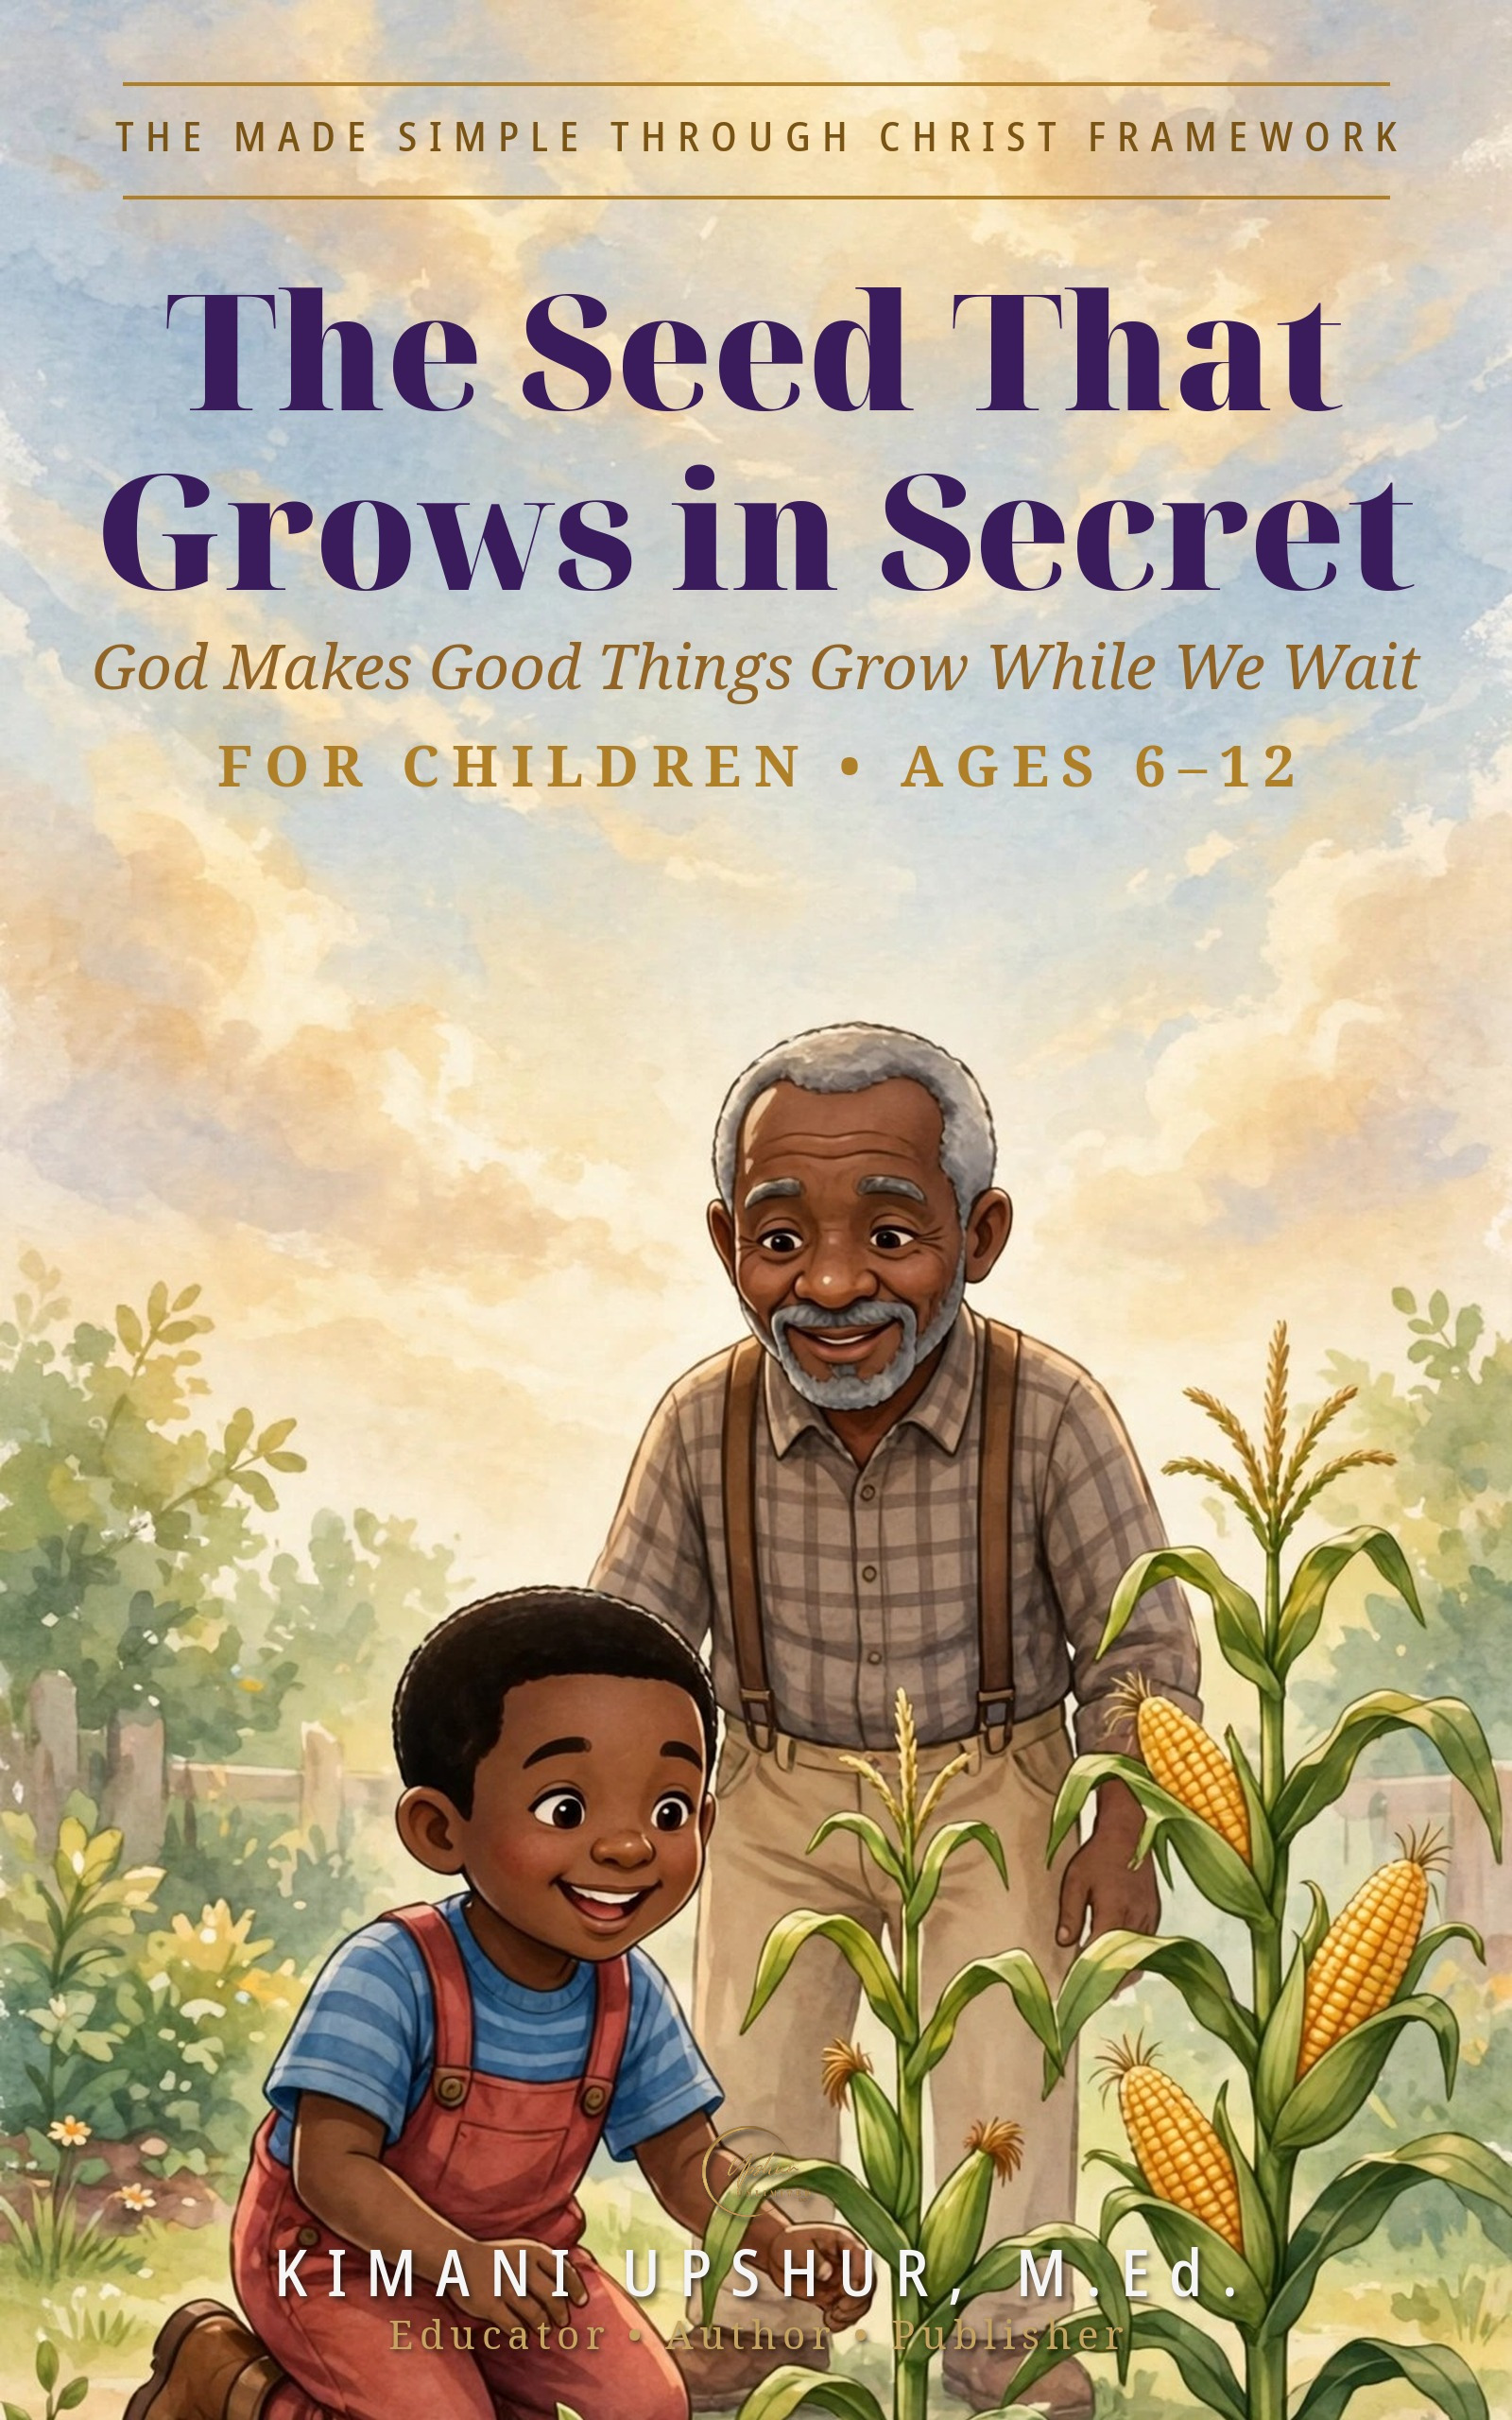 THE MADE SIMPLE THROUGH CHRIST FRAMEWORK
The Seed That
Grows in Secret
God Makes Good Things Grow While We Wait
FOR CHILDREN • AGES 6–12
KIMANI UPSHUR, M.Ed.
Educator • Author • Publisher